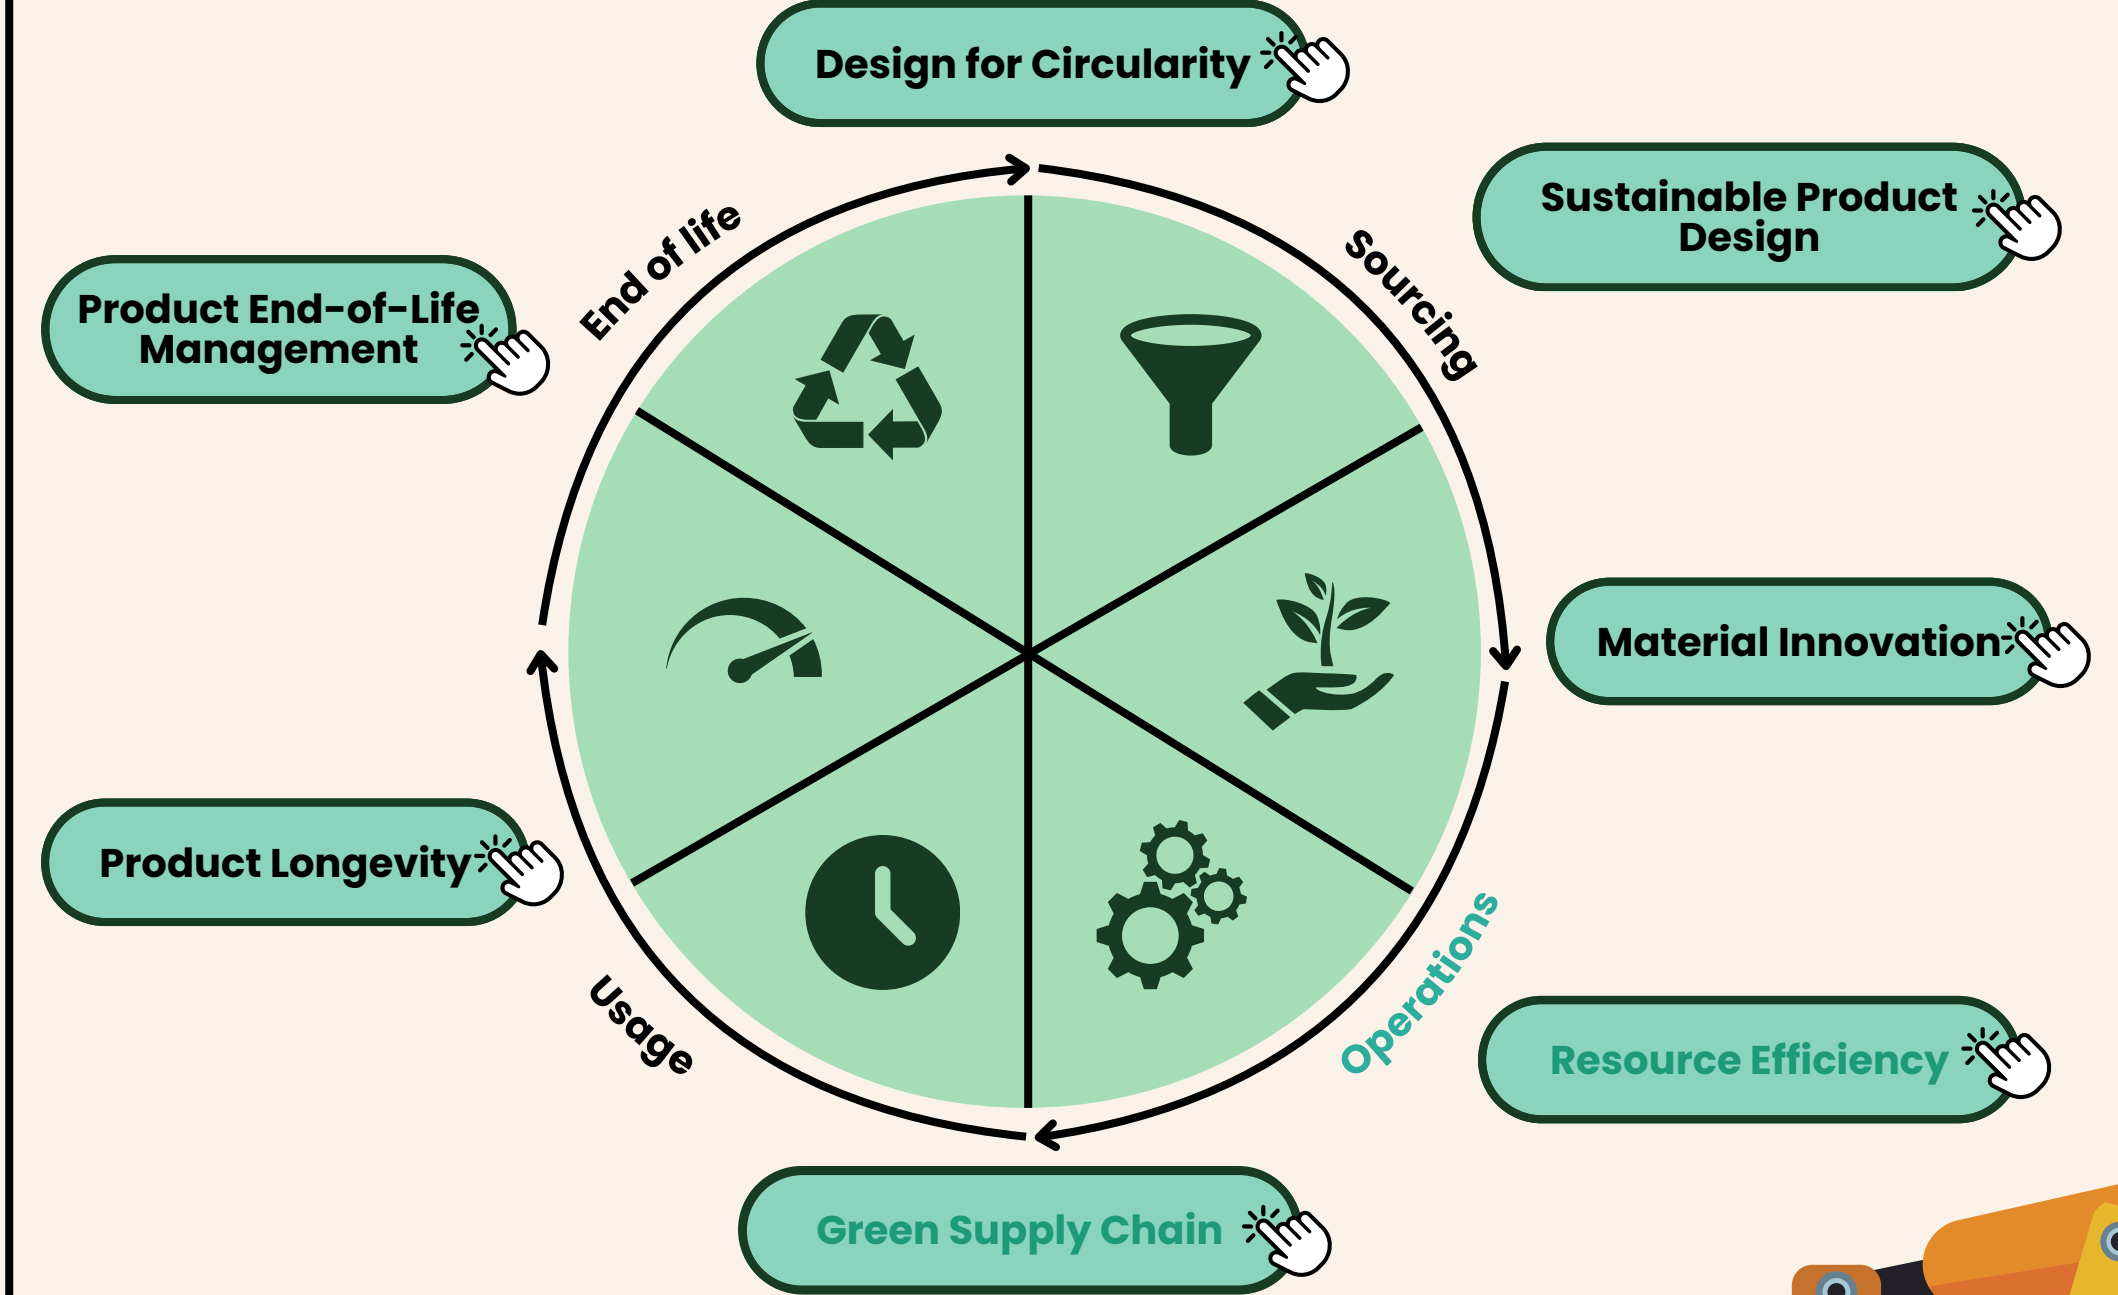 Design for Circularity
Sustainable Product
Design
End of life
Sourcing
Product End-of-Life
Management
Material Innovation
Product Longevity
Operations
Usage
Resource Efficiency
Green Supply Chain